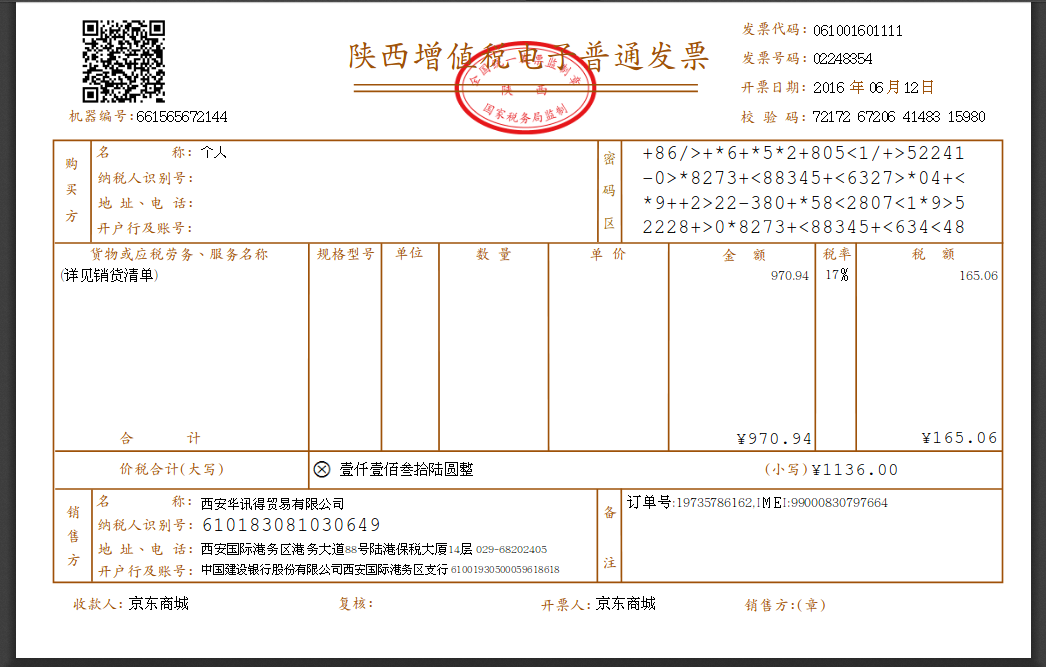 陕西增值税电子普通发票
全国统一发票监制章
陕 西
国家税务局监制
发票代码: 061001601111
发票号码: 02248354
开票日期: 2016 年 06 月 12 日
校 验 码: 72172 67206 41483 15980
机器编号: 661565672144
购买方
名 称: 个人
纳税人识别号:
地 址、电 话:
开户行及账号:
密码区
+86/>+*6+*5*2+805<1/+>52241
-0>*8273+<88345+<6327>*04+<
*9++2>22-380+*58<2807<1*9>5
2228+>0*8273+<88345+<634<48
货物或应税劳务、服务名称 规格型号 单位 数 量 单 价 金 额 税率 税 额
(详见销货清单) 970.94 17% 165.06
合 计 ¥970.94 ¥165.06
价税合计(大写) ⊗ 壹仟壹佰叁拾陆圆整 (小写) ¥1136.00
销售方
名 称: 西安华讯得贸易有限公司
纳税人识别号: 610183081030649
地 址、电 话: 西安国际港务区港务大道88号陆港保税大厦14层 029-68202405
开户行及账号: 中国建设银行股份有限公司西安国际港务区支行 61001930500059618618
备注
订单号:19735786162,IMEI:99000830797664
收款人: 京东商城 复核: 开票人: 京东商城 销售方:(章)